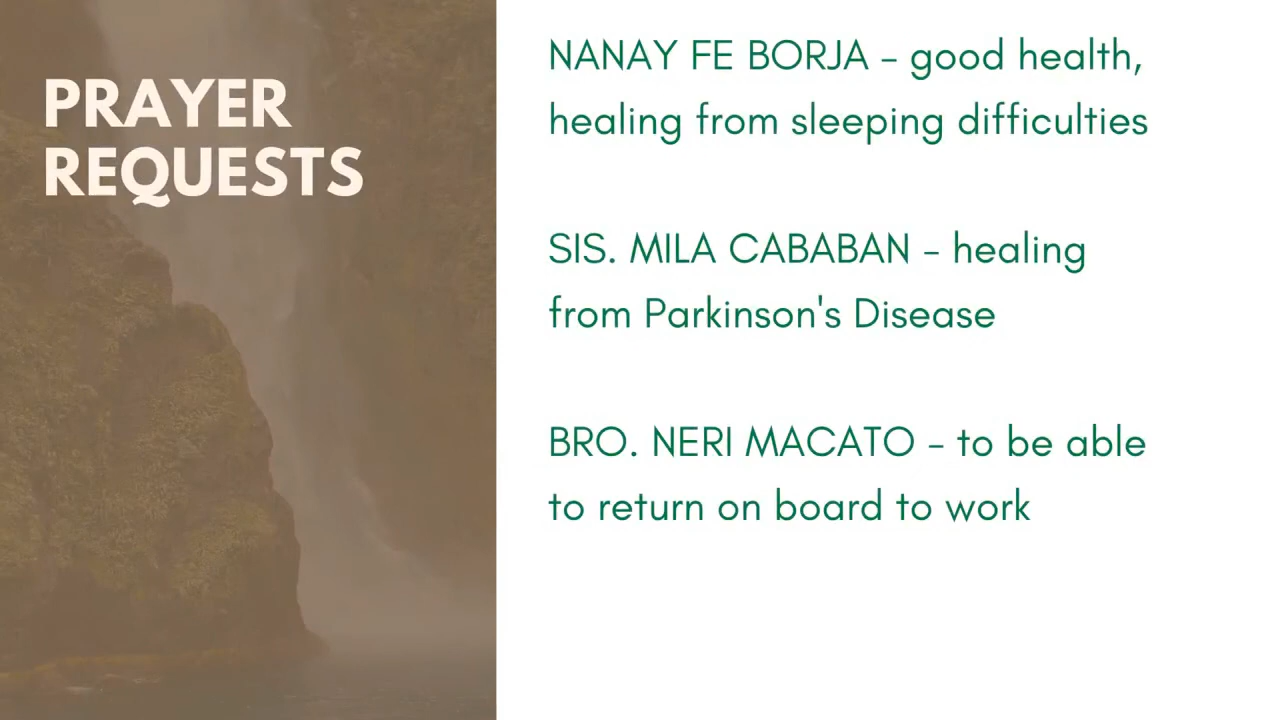 PRAYER
REQUESTS
NANAY FE BORJA – good health,
healing from sleeping difficulties
SIS. MILA CABABAN – healing
from Parkinson's Disease
BRO. NERI MACATO – to be able
to return on board to work